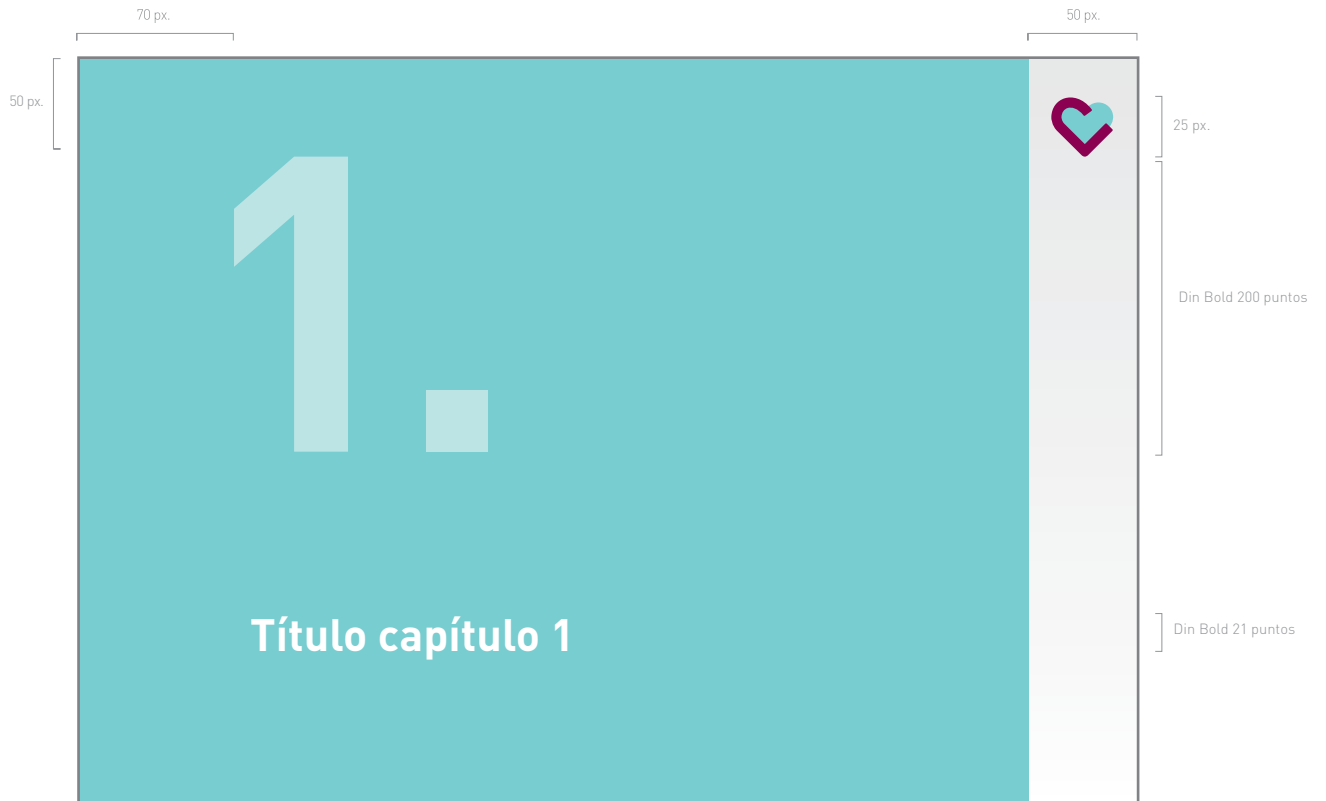 70 px.
50 px.
50 px.
25 px.
1.
Din Bold 200 puntos
Título capítulo 1
Din Bold 21 puntos